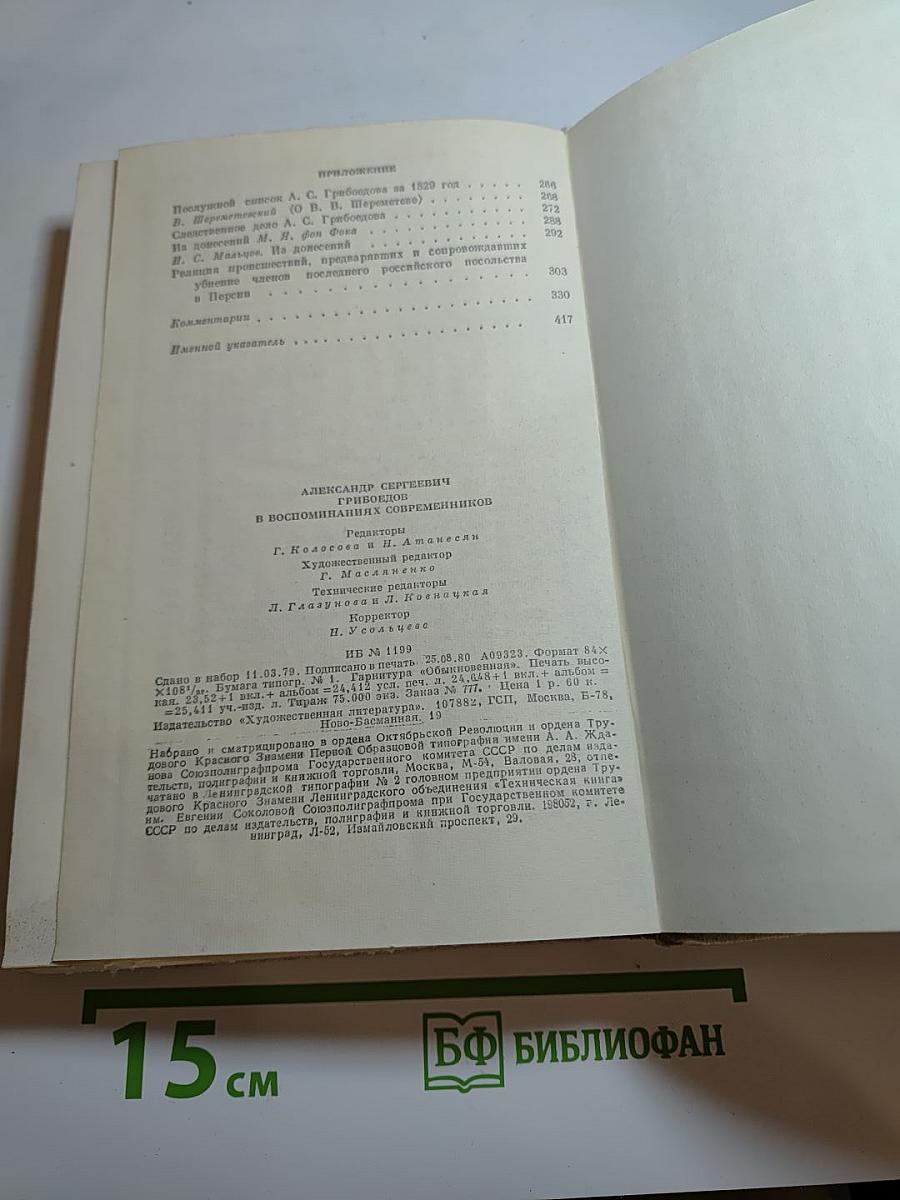 ПРИЛОЖЕНИЕ
Послужной список А. С. Грибоедова за 1829 год . . . . . 266
В. Шереметевский (О В. В. Шереметеве) . . . . . . . . 268
Следственное дело А. С. Грибоедова . . . . . . . . . . 272
Из донесений М. Я. фон Фока . . . . . . . . . . . . 288
И. С. Мальцов. Из донесений . . . . . . . . . . . . 292
Реляция происшествий, предварявших и сопровождавших
убиение членов последнего российского посольства
в Персии . . . . . . . . . . . . . . . . . . 303
Комментарии . . . . . . . . . . . . . . . . . . . 330
Именной указатель . . . . . . . . . . . . . . . . 417
АЛЕКСАНДР СЕРГЕЕВИЧ
ГРИБОЕДОВ
В ВОСПОМИНАНИЯХ СОВРЕМЕННИКОВ
Редакторы
Г. Колосова и Н. Атанесян
Художественный редактор
Г. Масляненко
Технические редакторы
Л. Глазунова и Л. Ковнацкая
Корректор
Н. Усольцева
ИБ № 1199
Сдано в набор 11.03.79. Подписано в печать 25.08.80 А09323. Формат 84×
×108¹/₃₂. Бумага типогр. № 1. Гарнитура «Обыкновенная». Печать высо-
кая. 23,52+1 вкл.+ альбом =24,412 усл. печ. л. 24,648+1 вкл.+ альбом =
=25,411 уч.-изд. л. Тираж 75.000 экз. Заказ № 777. Цена 1 р. 60 к.
Издательство «Художественная литература». 107882, ГСП, Москва, Б-78,
Ново-Басманная. 19
Набрано и сматрицировано в ордена Октябрьской Революции и ордена Тру-
дового Красного Знамени Первой Образцовой типографии имени А. А. Жда-
нова Союзполиграфпрома Государственного комитета СССР по делам изда-
тельств, полиграфии и книжной торговли, Москва, М-54, Валовая, 28, отпе-
чатано в Ленинградской типографии № 2 головном предприятии ордена Тру-
дового Красного Знамени Ленинградского объединения «Техническая книга»
им. Евгении Соколовой Союзполиграфпрома при Государственном комитете
СССР по делам издательств, полиграфии и книжной торговли. 198052, г. Ле-
нинград, Л-52, Измайловский проспект, 29.
15 см
БФ БИБЛИОФАН